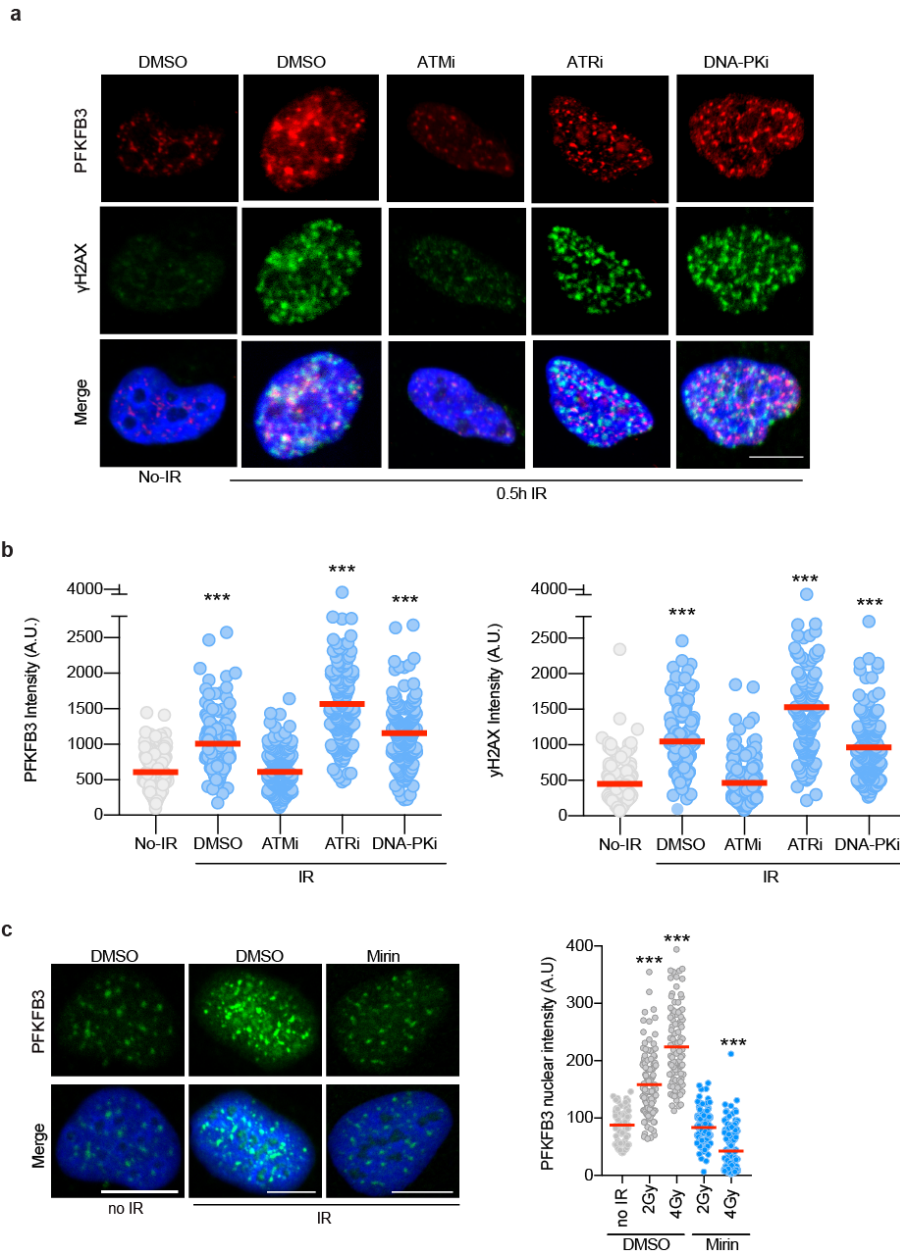 a
DMSO DMSO ATMi ATRi DNA-PKi
PFKFB3
γH2AX
Merge
No-IR
0.5h IR
b
4000
2500
2000
1500
1000
500
0
PFKFB3 Intensity (A.U.)
*** *** ***
No-IR DMSO ATMi ATRi DNA-PKi
IR
4000
2500
2000
1500
1000
500
0
yH2AX Intensity (A.U.)
*** *** ***
No-IR DMSO ATMi ATRi DNA-PKi
IR
c
DMSO DMSO Mirin
PFKFB3
Merge
no IR
IR
400
300
200
100
0
PFKFB3 nuclear intensity (A.U)
*** *** ***
no IR 2Gy 4Gy 2Gy 4Gy
DMSO Mirin